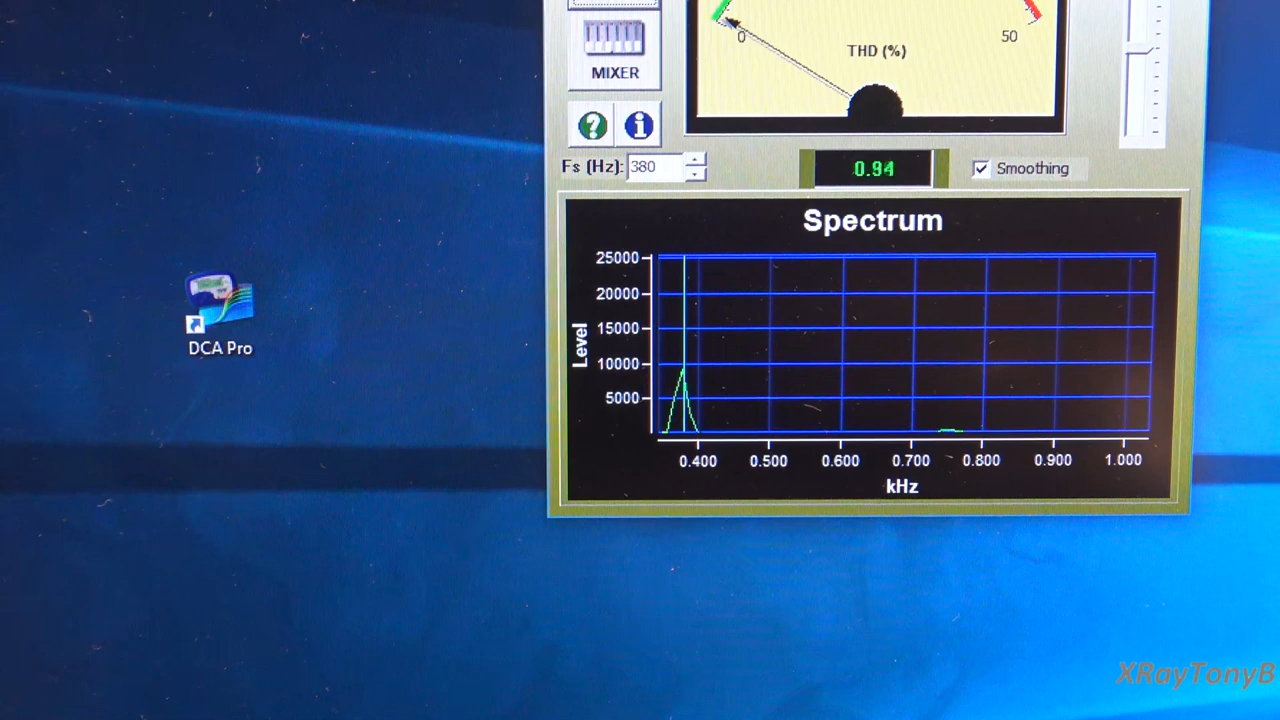 0
50
THD (%)
MIXER
?
i
Fs (Hz): 380
0.94
Smoothing
Spectrum
25000
20000
15000
10000
5000
Level
0.400 0.500 0.600 0.700 0.800 0.900 1.000
kHz
DCA Pro
XRayTonyB